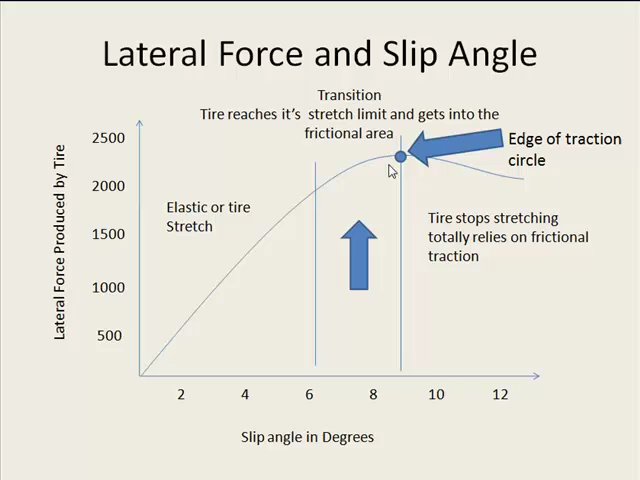 Lateral Force and Slip Angle
Transition
Tire reaches it's stretch limit and gets into the
frictional area
Edge of traction
circle
2500
2000
1500
1000
500
Lateral Force Produced by Tire
Elastic or tire
Stretch
Tire stops stretching
totally relies on frictional
traction
2 4 6 8 10 12
Slip angle in Degrees